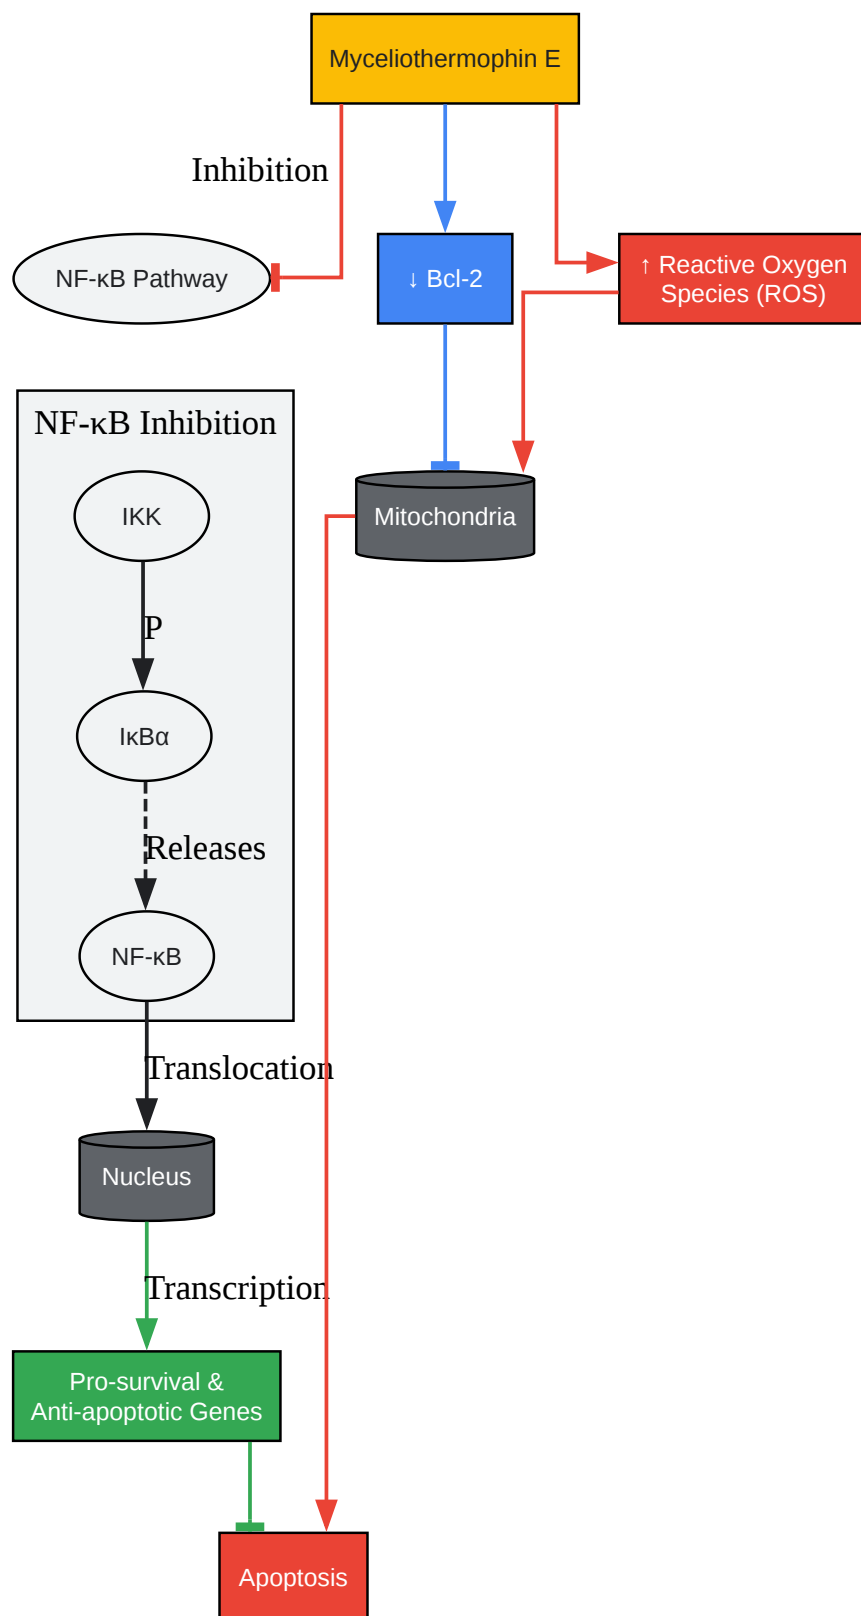 Myceliothermophin E
Inhibition
NF-κB Pathway
↓ Bcl-2
↑ Reactive Oxygen
Species (ROS)
NF-κB Inhibition
IKK
Mitochondria
P
IκBα
Releases
NF-κB
Translocation
Nucleus
Transcription
Pro-survival &
Anti-apoptotic Genes
Apoptosis